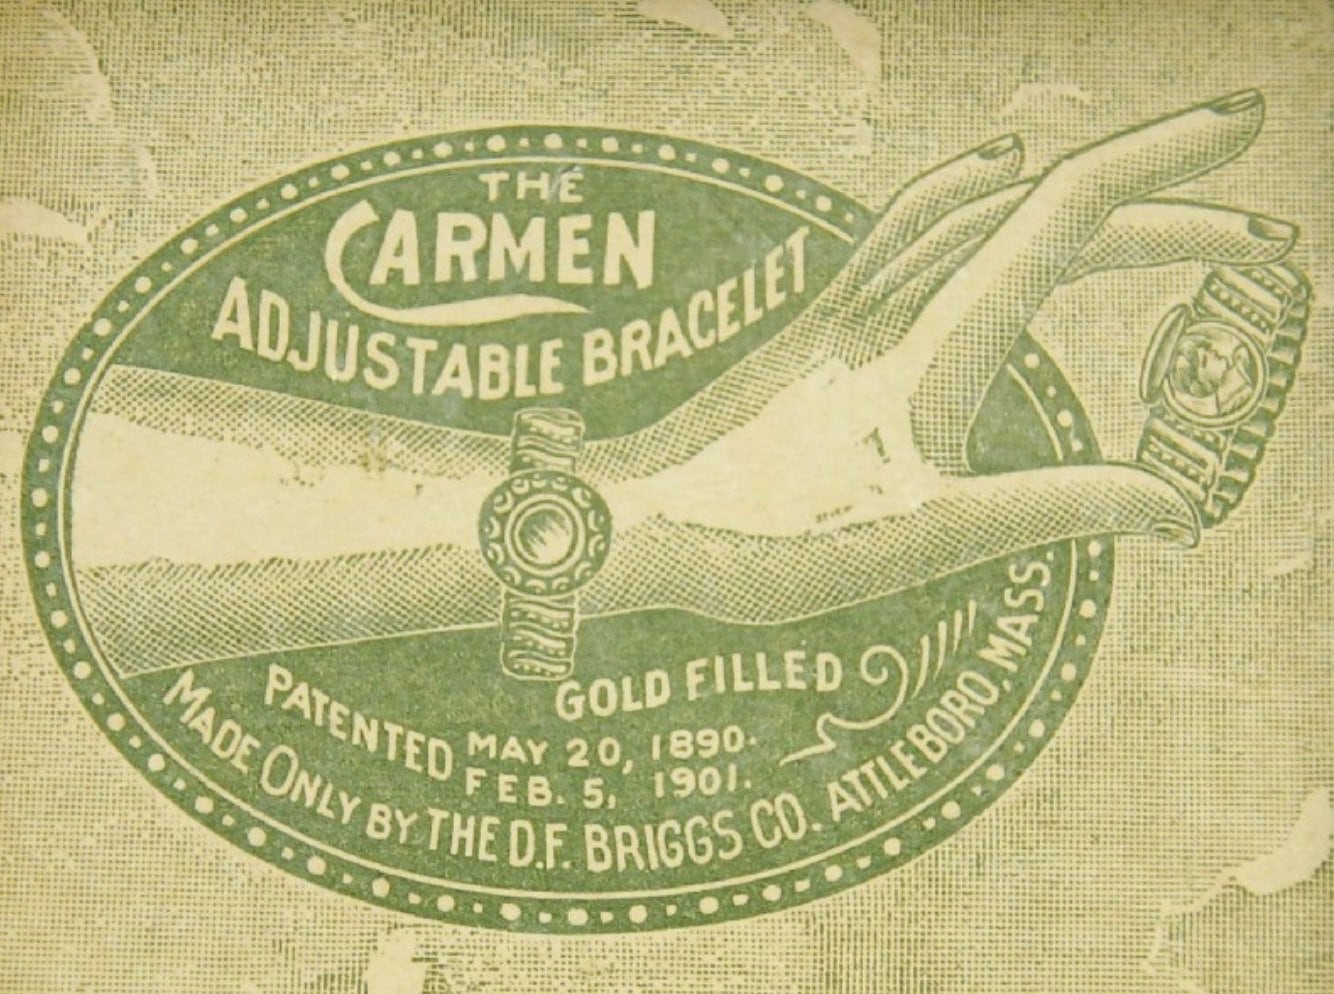 THE
CARMEN
ADJUSTABLE BRACELET
GOLD FILLED
PATENTED MAY 20, 1890.
FEB. 5, 1901.
MADE ONLY BY THE D.F. BRIGGS CO. ATTLEBORO, MASS.